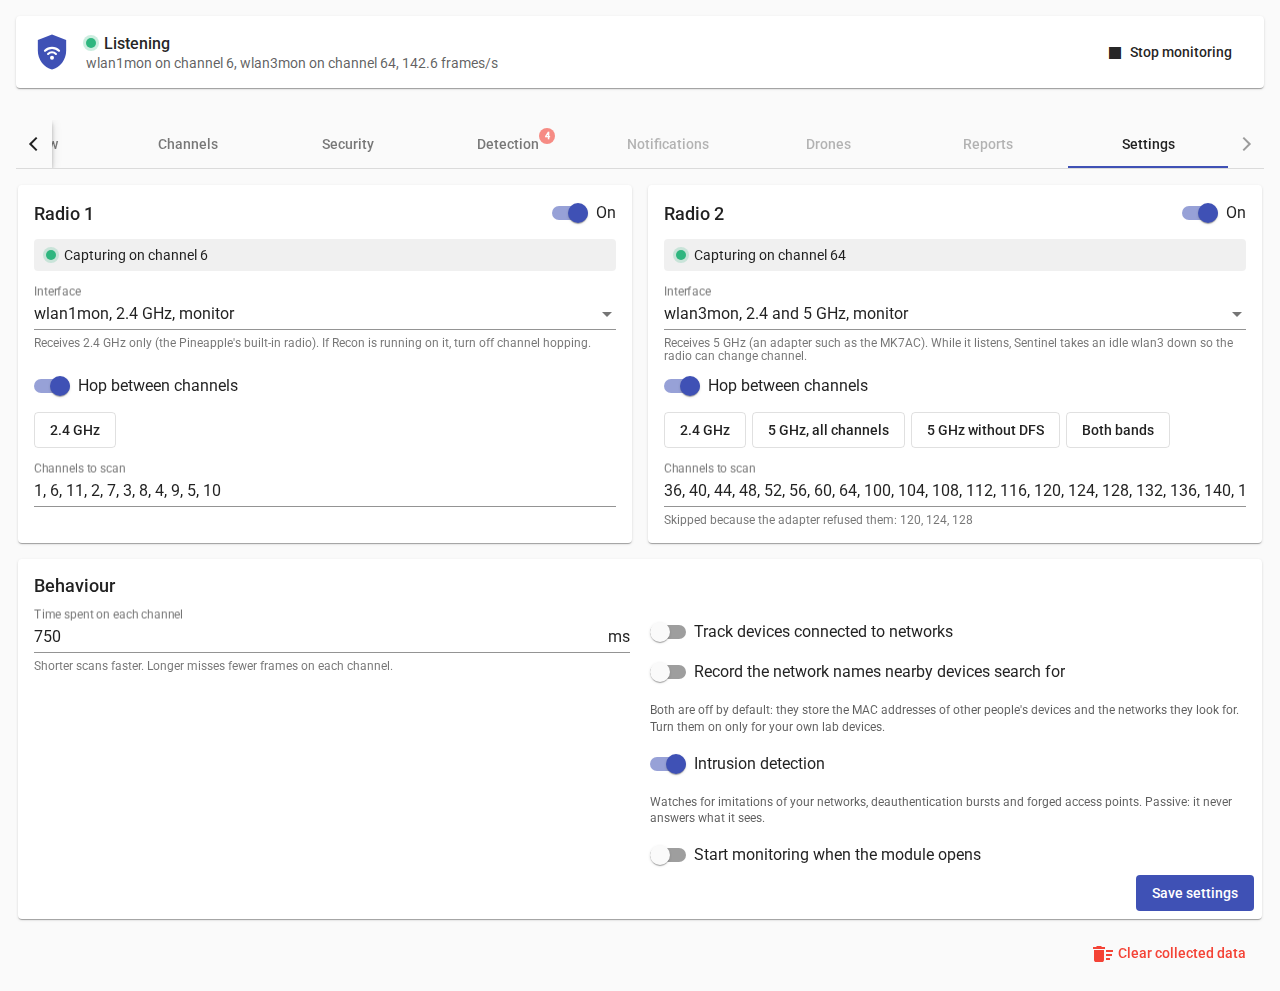 Listening
wlan1mon on channel 6, wlan3mon on channel 64, 142.6 frames/s
Stop monitoring
w Channels Security Detection 4 Notifications Drones Reports Settings
Radio 1
On
Capturing on channel 6
Interface
wlan1mon, 2.4 GHz, monitor
Receives 2.4 GHz only (the Pineapple's built-in radio). If Recon is running on it, turn off channel hopping.
Hop between channels
2.4 GHz
Channels to scan
1, 6, 11, 2, 7, 3, 8, 4, 9, 5, 10
Radio 2
On
Capturing on channel 64
Interface
wlan3mon, 2.4 and 5 GHz, monitor
Receives 5 GHz (an adapter such as the MK7AC). While it listens, Sentinel takes an idle wlan3 down so the
radio can change channel.
Hop between channels
2.4 GHz 5 GHz, all channels 5 GHz without DFS Both bands
Channels to scan
36, 40, 44, 48, 52, 56, 60, 64, 100, 104, 108, 112, 116, 120, 124, 128, 132, 136, 140, 1
Skipped because the adapter refused them: 120, 124, 128
Behaviour
Time spent on each channel
750 ms
Shorter scans faster. Longer misses fewer frames on each channel.
Track devices connected to networks
Record the network names nearby devices search for
Both are off by default: they store the MAC addresses of other people's devices and the networks they look for.
Turn them on only for your own lab devices.
Intrusion detection
Watches for imitations of your networks, deauthentication bursts and forged access points. Passive: it never
answers what it sees.
Start monitoring when the module opens
Save settings
Clear collected data